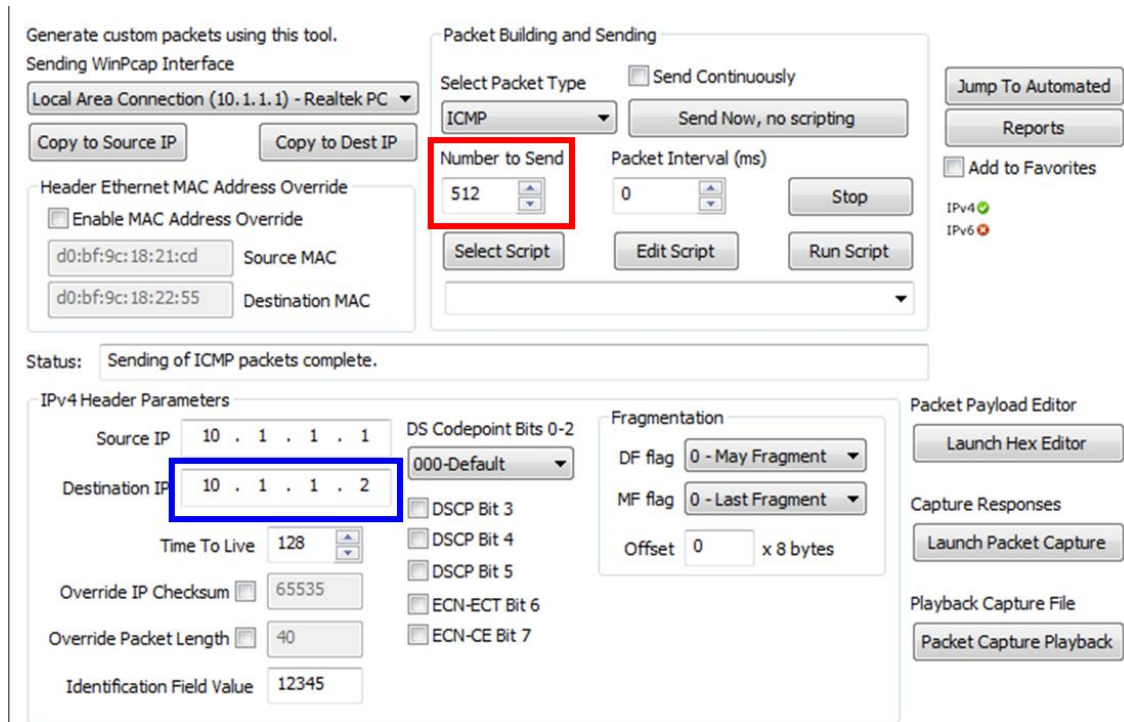 Generate custom packets using this tool.
Sending WinPcap Interface
Local Area Connection (10.1.1.1) - Realtek PC
Copy to Source IP
Copy to Dest IP
Header Ethernet MAC Address Override
Enable MAC Address Override
d0:bf:9c:18:21:cd
Source MAC
d0:bf:9c:18:22:55
Destination MAC
Packet Building and Sending
Select Packet Type
Send Continuously
ICMP
Send Now, no scripting
Number to Send
Packet Interval (ms)
512
0
Stop
Select Script
Edit Script
Run Script
Jump To Automated
Reports
Add to Favorites
IPv4
IPv6
Status:
Sending of ICMP packets complete.
IPv4 Header Parameters
Source IP
10 . 1 . 1 . 1
Destination IP
10 . 1 . 1 . 2
Time To Live
128
Override IP Checksum
65535
Override Packet Length
40
Identification Field Value
12345
DS Codepoint Bits 0-2
000-Default
DSCP Bit 3
DSCP Bit 4
DSCP Bit 5
ECN-ECT Bit 6
ECN-CE Bit 7
Fragmentation
DF flag
0 - May Fragment
MF flag
0 - Last Fragment
Offset
0
x 8 bytes
Packet Payload Editor
Launch Hex Editor
Capture Responses
Launch Packet Capture
Playback Capture File
Packet Capture Playback